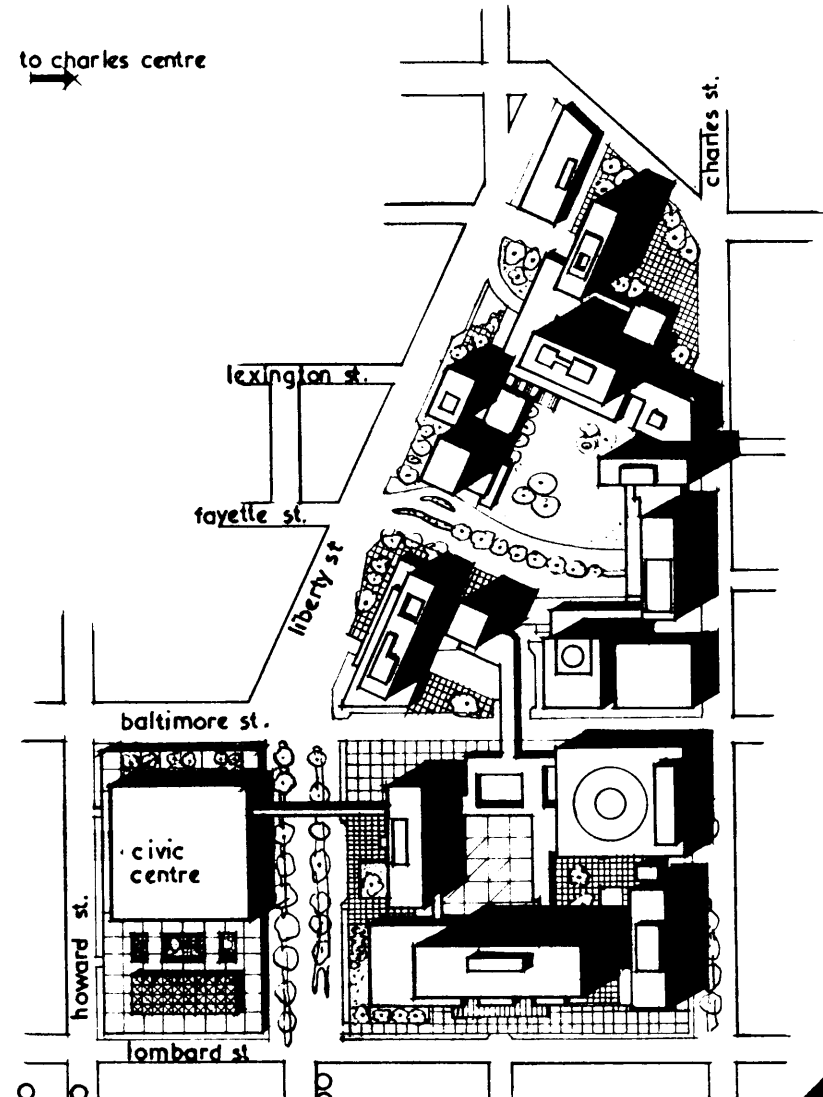 to charles centre
charles st.
lexington st.
fayette st.
liberty st
baltimore st.
civic
centre
howard st.
lombard st